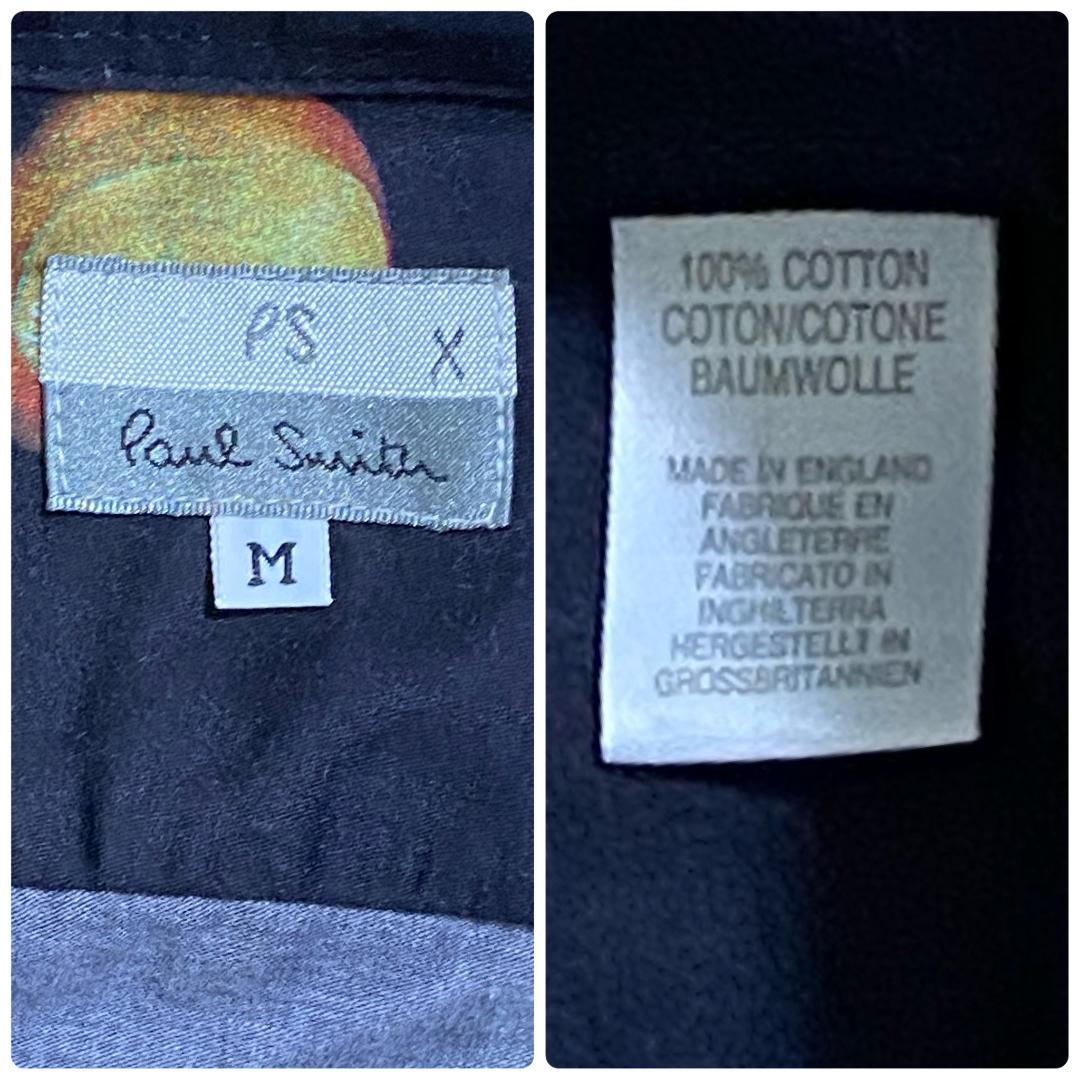 PS X
Paul Smith
M
100% COTTON
COTON/COTONE
BAUMWOLLE
MADE IN ENGLAND
FABRIQUE EN
ANGLETERRE
FABRICATO IN
INGHILTERRA
HERGESTELLT IN
GROSSBRITANNIEN